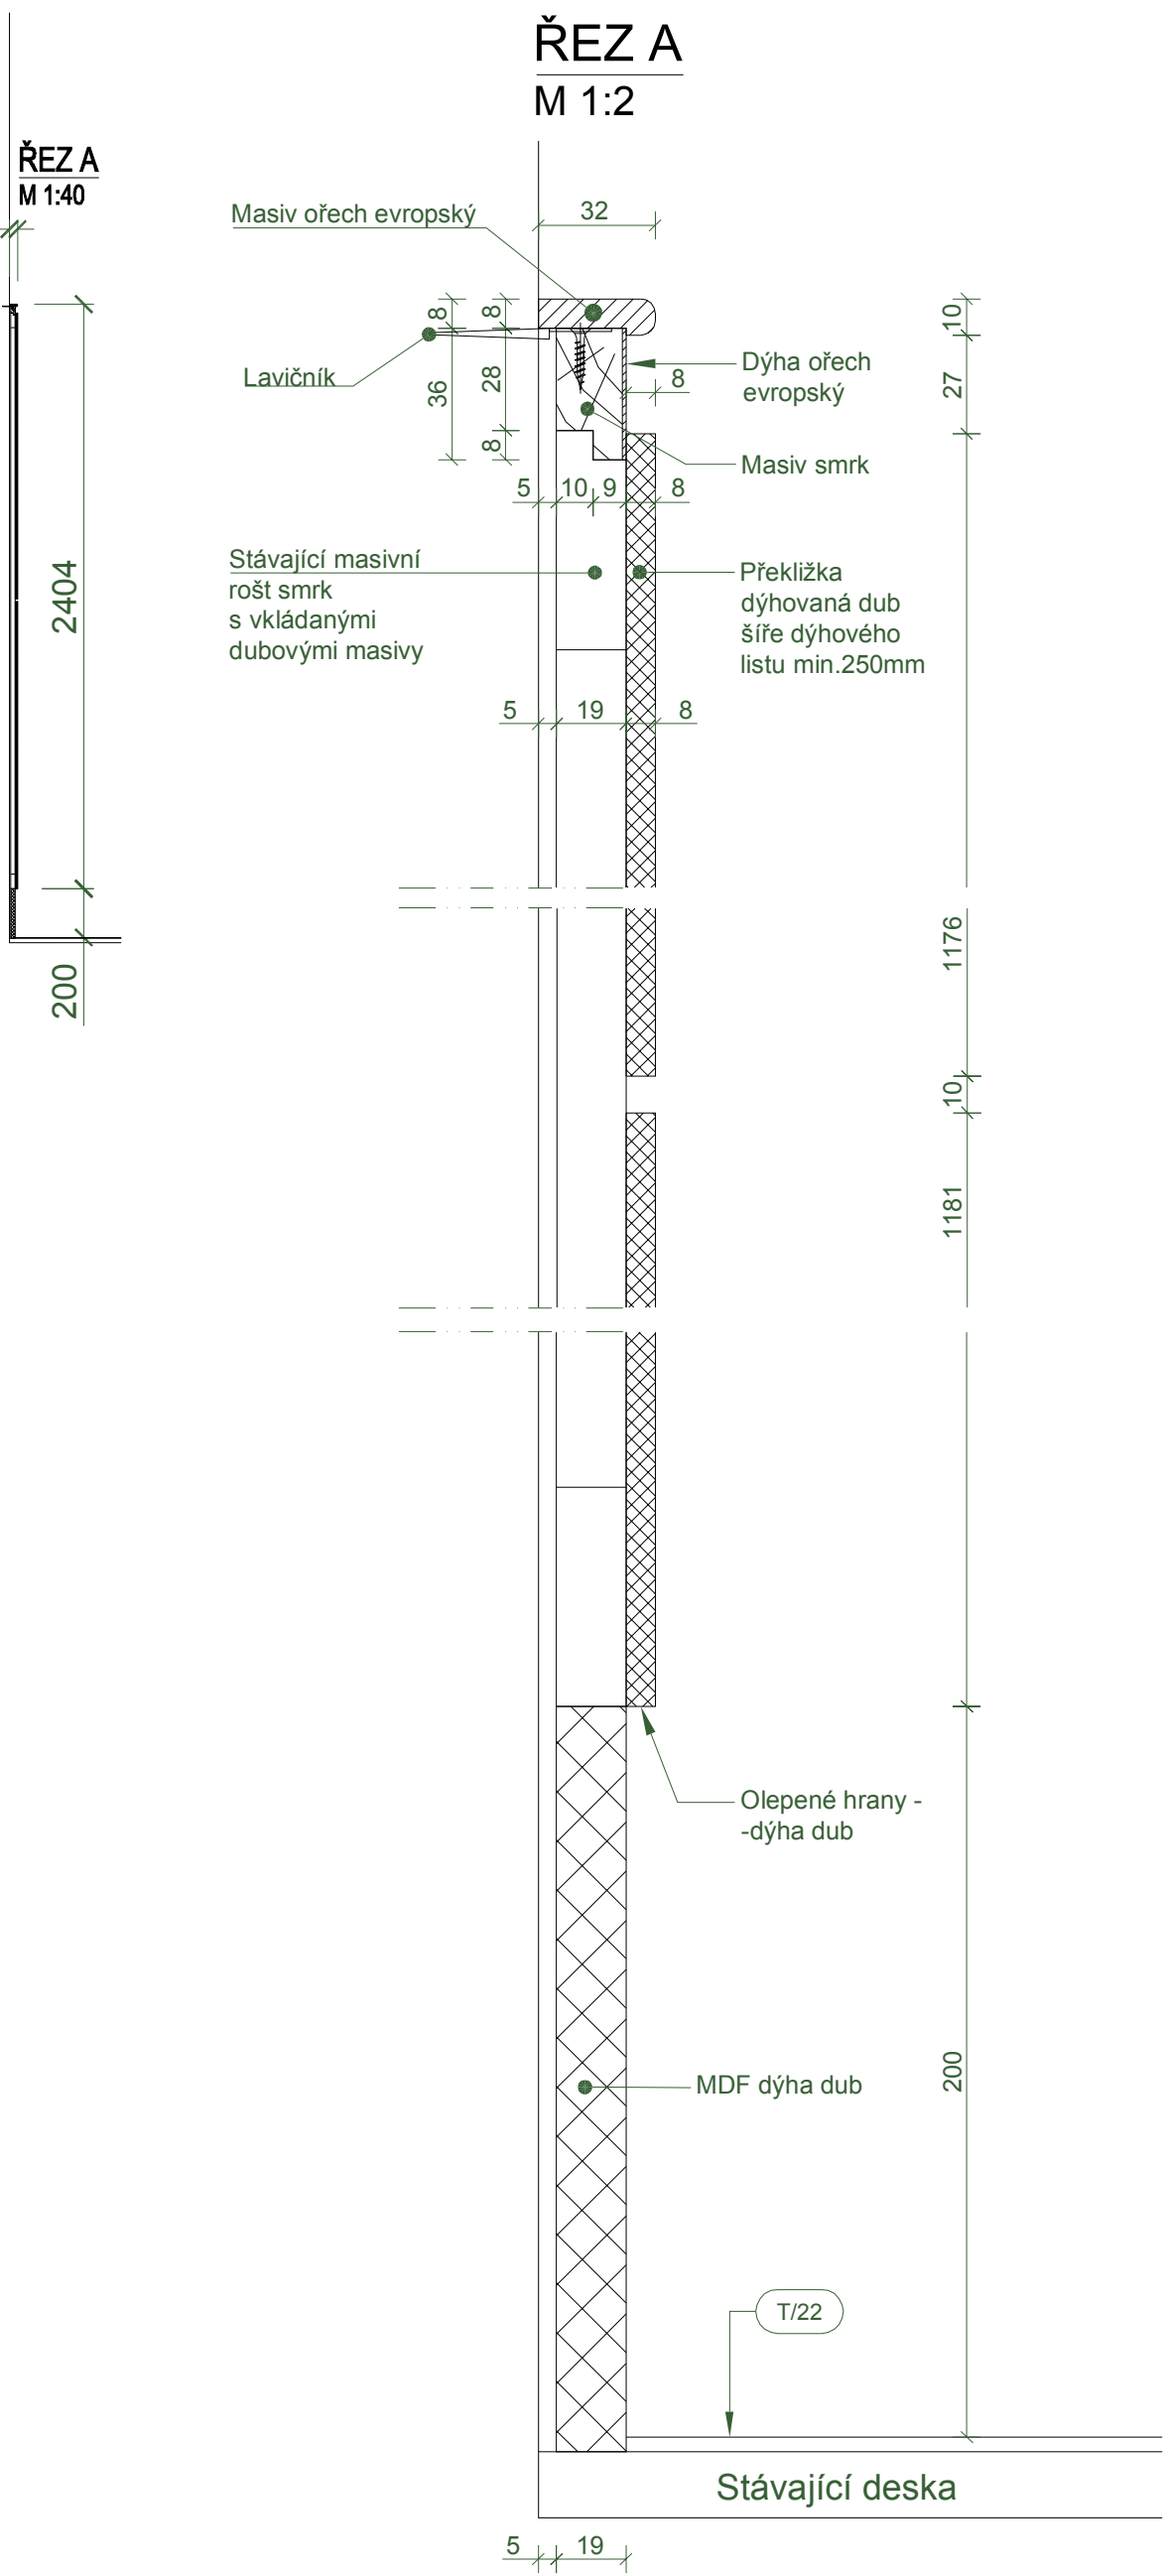 ŘEZ A
M 1:2
ŘEZ A
M 1:40
2404
200
Masiv ořech evropský
32
8
8
10
Lavičník
36
28
8
Dýha ořech
evropský
8
27
Masiv smrk
5
10
9
8
Stávající masivní
rošt smrk
s vkládanými
dubovými masivy
Překližka
dýhovaná dub
šíře dýhového
listu min.250mm
5
19
8
1176
10
1181
Olepené hrany -
-dýha dub
MDF dýha dub
200
T/22
Stávající deska
5
19